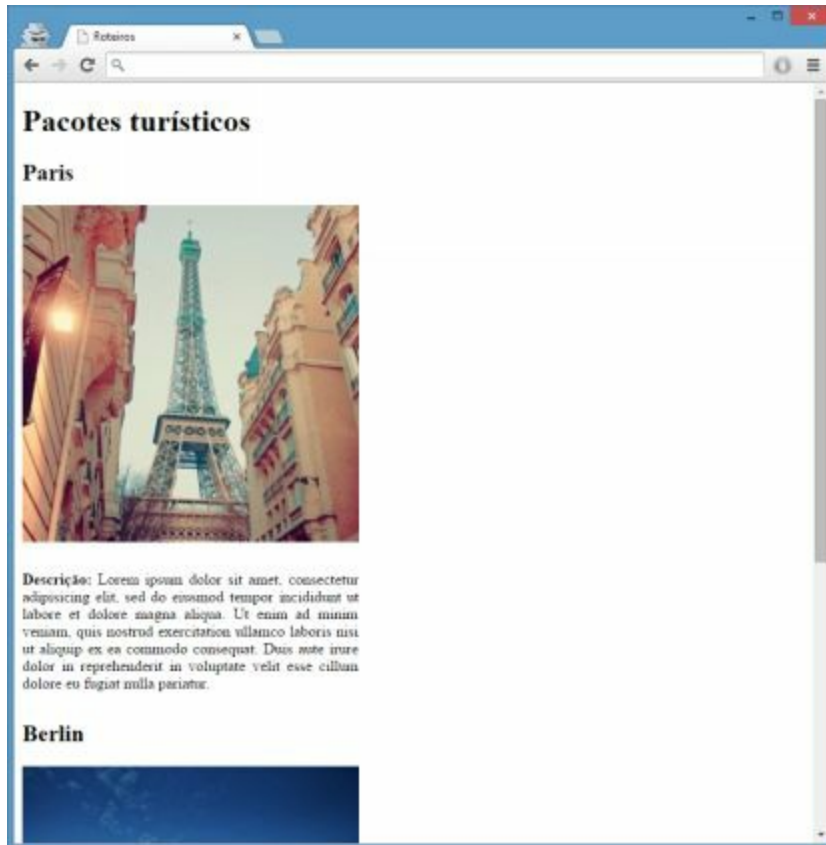 Roteiros
Pacotes turísticos
Paris
Descrição: Lorem ipsum dolor sit amet, consectetur
adipisicing elit, sed do eiusmod tempor incididunt ut
labore et dolore magna aliqua. Ut enim ad minim
veniam, quis nostrud exercitation ullamco laboris nisi
ut aliquip ex ea commodo consequat. Duis aute irure
dolor in reprehenderit in voluptate velit esse cillum
dolore eu fugiat nulla pariatur.
Berlin